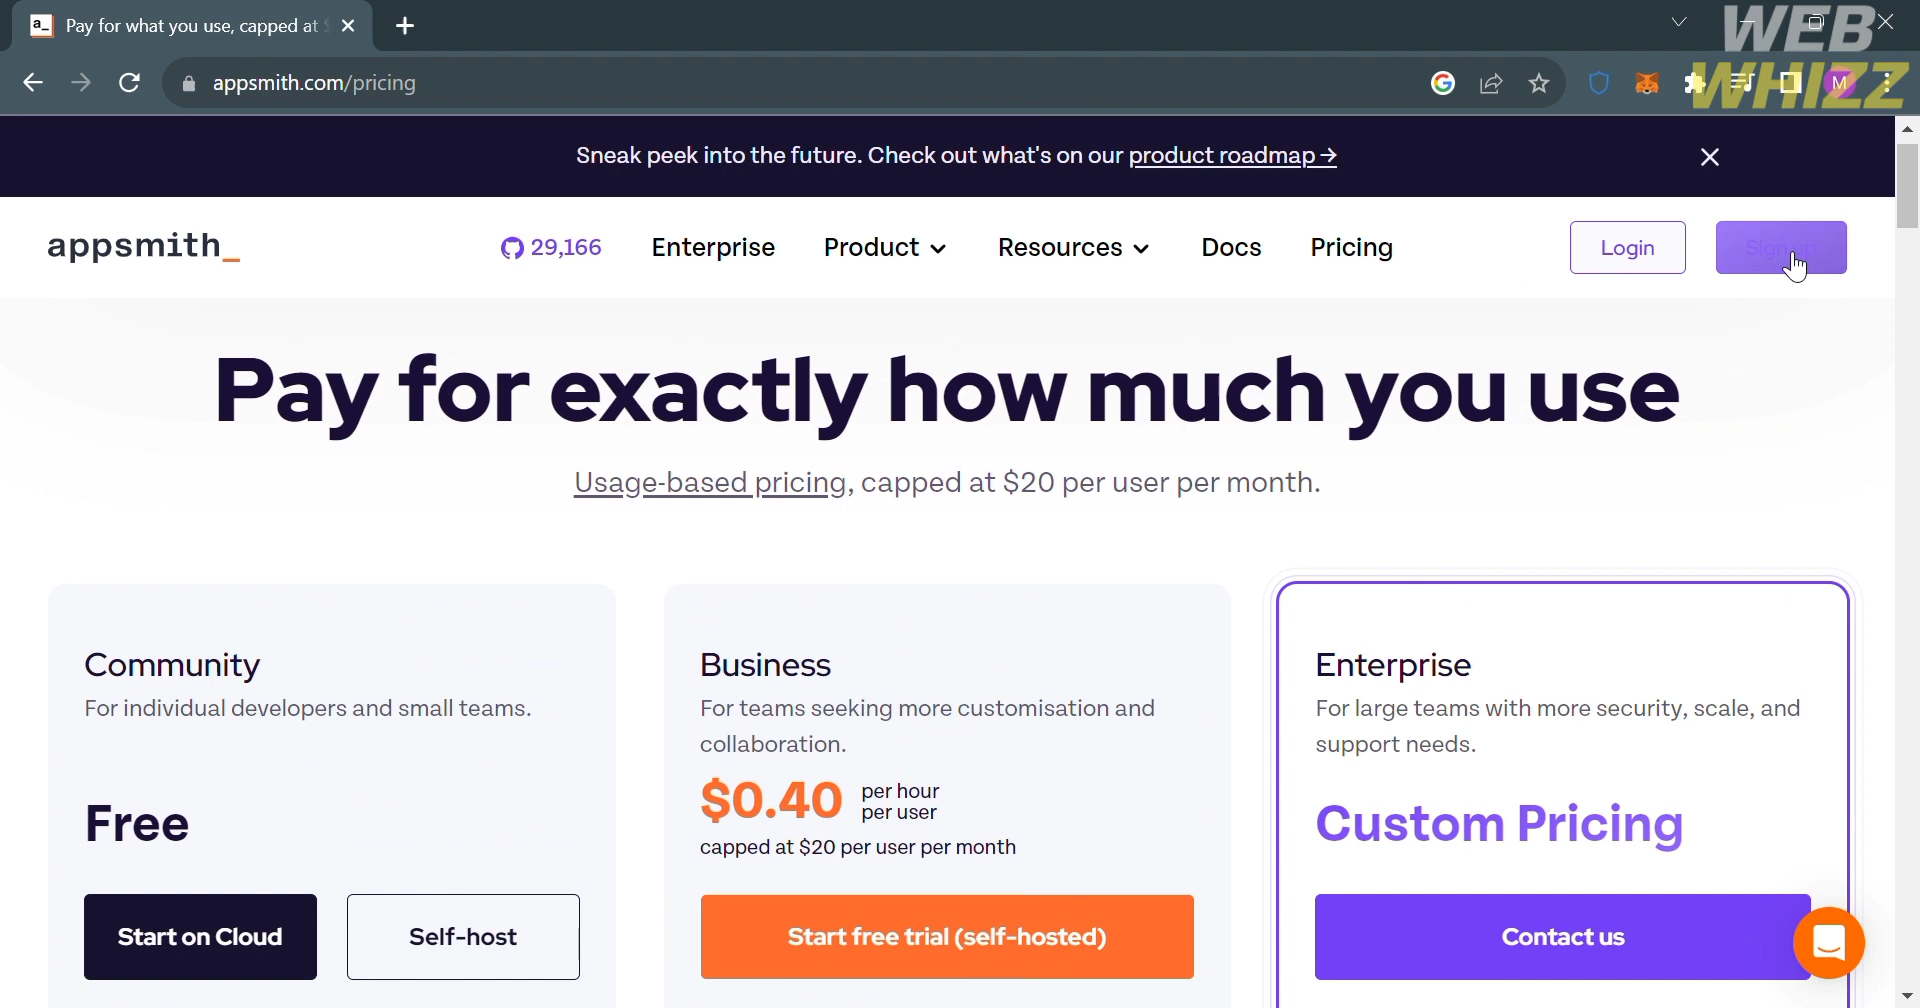 a_ Pay for what you use, capped at $
WEB
WHIZZ
appsmith.com/pricing
M
Sneak peek into the future. Check out what's on our product roadmap →
appsmith_
29,166
Enterprise
Product
Resources
Docs
Pricing
Login
Sign up
Pay for exactly how much you use
Usage-based pricing, capped at $20 per user per month.
Community
For individual developers and small teams.
Free
Start on Cloud
Self-host
Business
For teams seeking more customisation and
collaboration.
$0.40 per hour
per user
capped at $20 per user per month
Start free trial (self-hosted)
Enterprise
For large teams with more security, scale, and
support needs.
Custom Pricing
Contact us